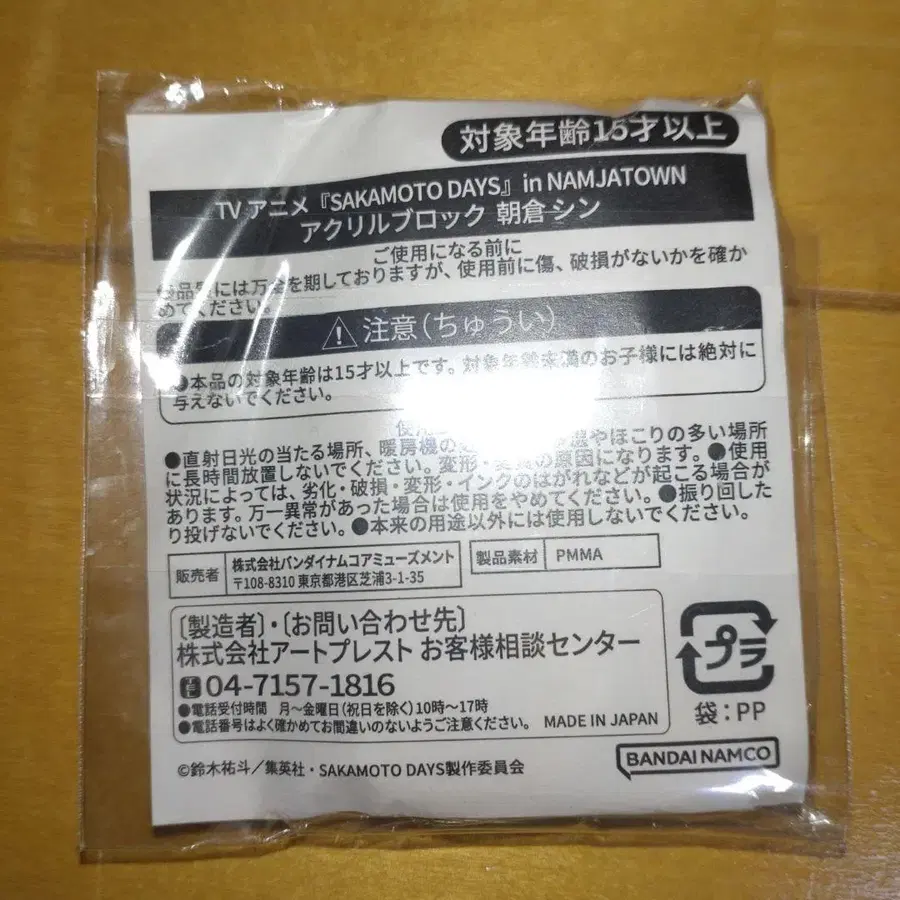 対象年齢15才以上
TV アニメ『SAKAMOTO DAYS』in NAMJATOWN
アクリルブロック 朝倉 シン
ご使用になる前に
品質には万全を期しておりますが、使用前に傷、破損がないかを確か
めてください。
注意(ちゅうい)
●本品の対象年齢は15才以上です。対象年齢未満のお子様には絶対に
与えないでください。
●直射日光の当たる場所、暖房機の やほこりの多い場所
に長時間放置しないでください。変形・ の原因になります。●使用
状況によっては、劣化・破損・変形・インクのはがれなどが起こる場合が
あります。万一異常があった場合は使用をやめてください。●振り回した
り投げないでください。●本来の用途以外には使用しないでください。
販売者 株式会社バンダイナムコアミューズメント
〒108-8310 東京都港区芝浦3-1-35
製品素材 PMMA
〔製造者〕・〔お問い合わせ先〕
株式会社アートプレスト お客様相談センター
TEL 04-7157-1816
●電話受付時間 月~金曜日(祝日を除く)10時~17時
●電話番号はよく確かめてお間違いのないようご注意ください。 MADE IN JAPAN
プラ
袋:PP
©鈴木祐斗/集英社・SAKAMOTO DAYS製作委員会
BANDAI NAMCO